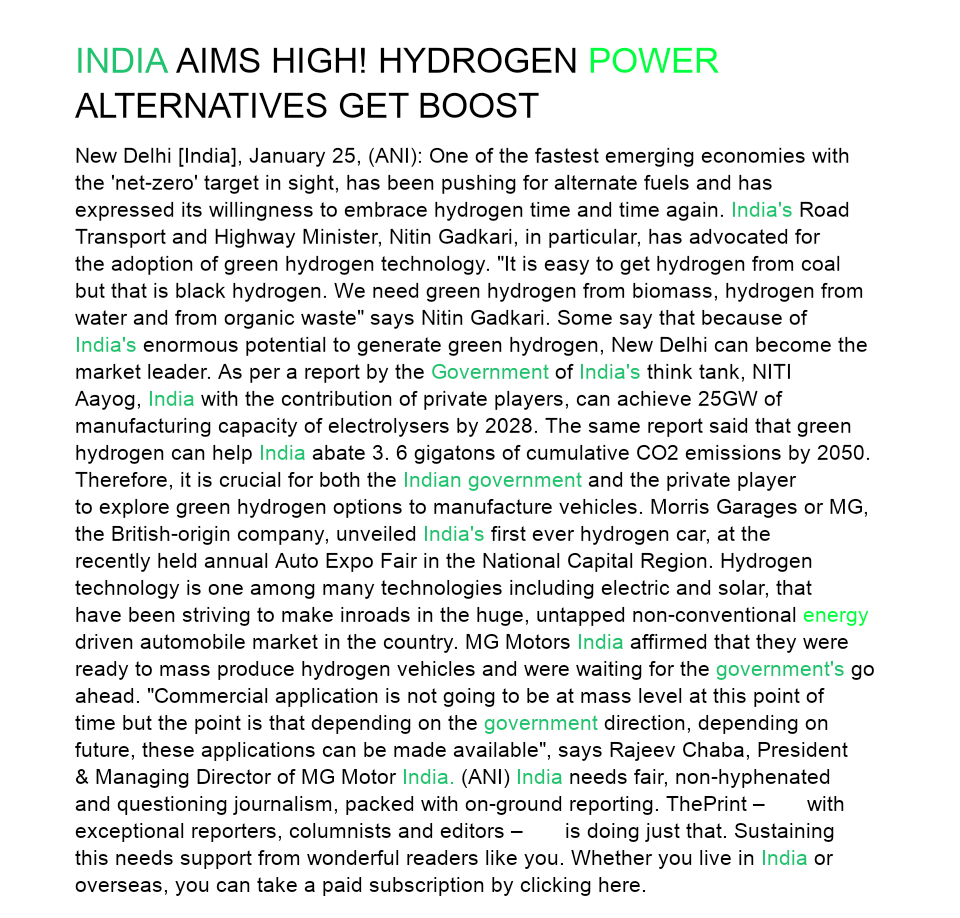 INDIA AIMS HIGH! HYDROGEN POWER
ALTERNATIVES GET BOOST
New Delhi [India], January 25, (ANI): One of the fastest emerging economies with
the 'net-zero' target in sight, has been pushing for alternate fuels and has
expressed its willingness to embrace hydrogen time and time again. India's Road
Transport and Highway Minister, Nitin Gadkari, in particular, has advocated for
the adoption of green hydrogen technology. "It is easy to get hydrogen from coal
but that is black hydrogen. We need green hydrogen from biomass, hydrogen from
water and from organic waste" says Nitin Gadkari. Some say that because of
India's enormous potential to generate green hydrogen, New Delhi can become the
market leader. As per a report by the Government of India's think tank, NITI
Aayog, India with the contribution of private players, can achieve 25GW of
manufacturing capacity of electrolysers by 2028. The same report said that green
hydrogen can help India abate 3. 6 gigatons of cumulative CO2 emissions by 2050.
Therefore, it is crucial for both the Indian government and the private player
to explore green hydrogen options to manufacture vehicles. Morris Garages or MG,
the British-origin company, unveiled India's first ever hydrogen car, at the
recently held annual Auto Expo Fair in the National Capital Region. Hydrogen
technology is one among many technologies including electric and solar, that
have been striving to make inroads in the huge, untapped non-conventional energy
driven automobile market in the country. MG Motors India affirmed that they were
ready to mass produce hydrogen vehicles and were waiting for the government's go
ahead. "Commercial application is not going to be at mass level at this point of
time but the point is that depending on the government direction, depending on
future, these applications can be made available", says Rajeev Chaba, President
& Managing Director of MG Motor India. (ANI) India needs fair, non-hyphenated
and questioning journalism, packed with on-ground reporting. ThePrint – with
exceptional reporters, columnists and editors – is doing just that. Sustaining
this needs support from wonderful readers like you. Whether you live in India or
overseas, you can take a paid subscription by clicking here.